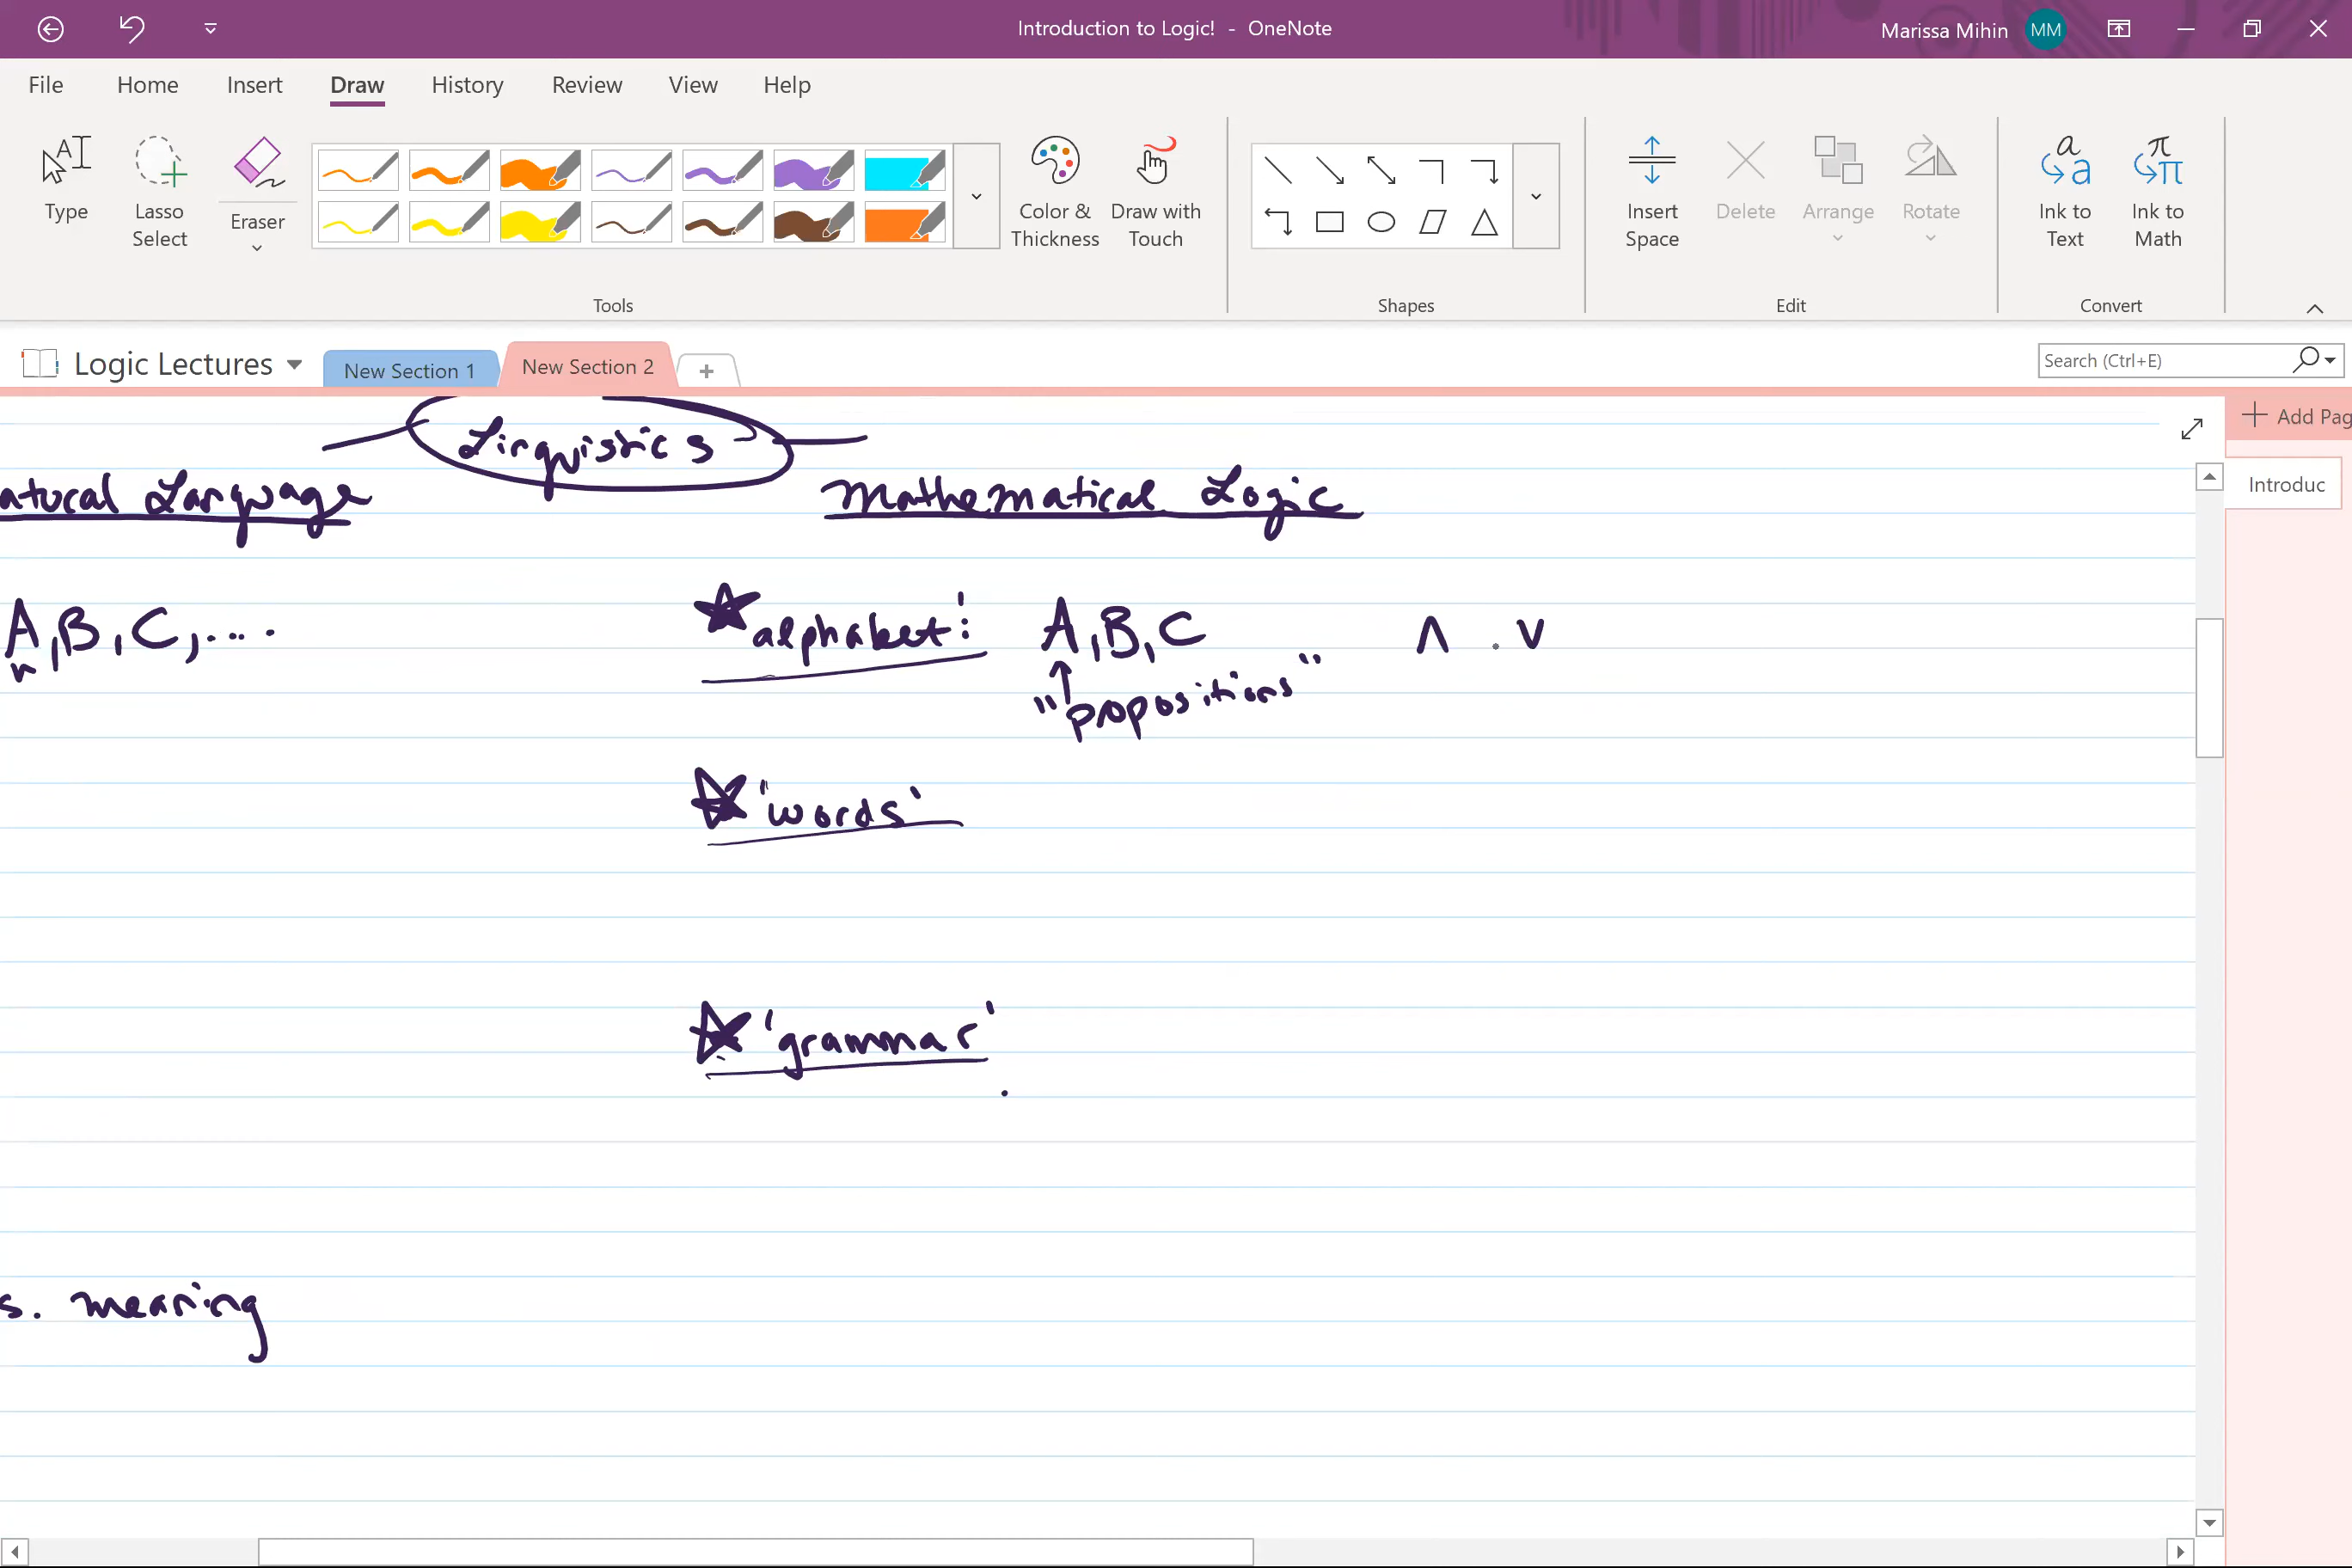 Introduction to Logic! - OneNote
Marissa Mihin MM
File Home Insert Draw History Review View Help
Type
Lasso Select
Eraser
Color & Thickness
Draw with Touch
Insert Space
Delete
Arrange
Rotate
Ink to Text
Ink to Math
Tools Shapes Edit Convert
Logic Lectures New Section 1 New Section 2 +
Search (Ctrl+E)
Add Pag
Introduc
Linguistics
atural Language Mathematical Logic
A, B, C, .... alphabet: A, B, C ∧ . ∨
"propositions"
'words'
'grammar'
s. meaning